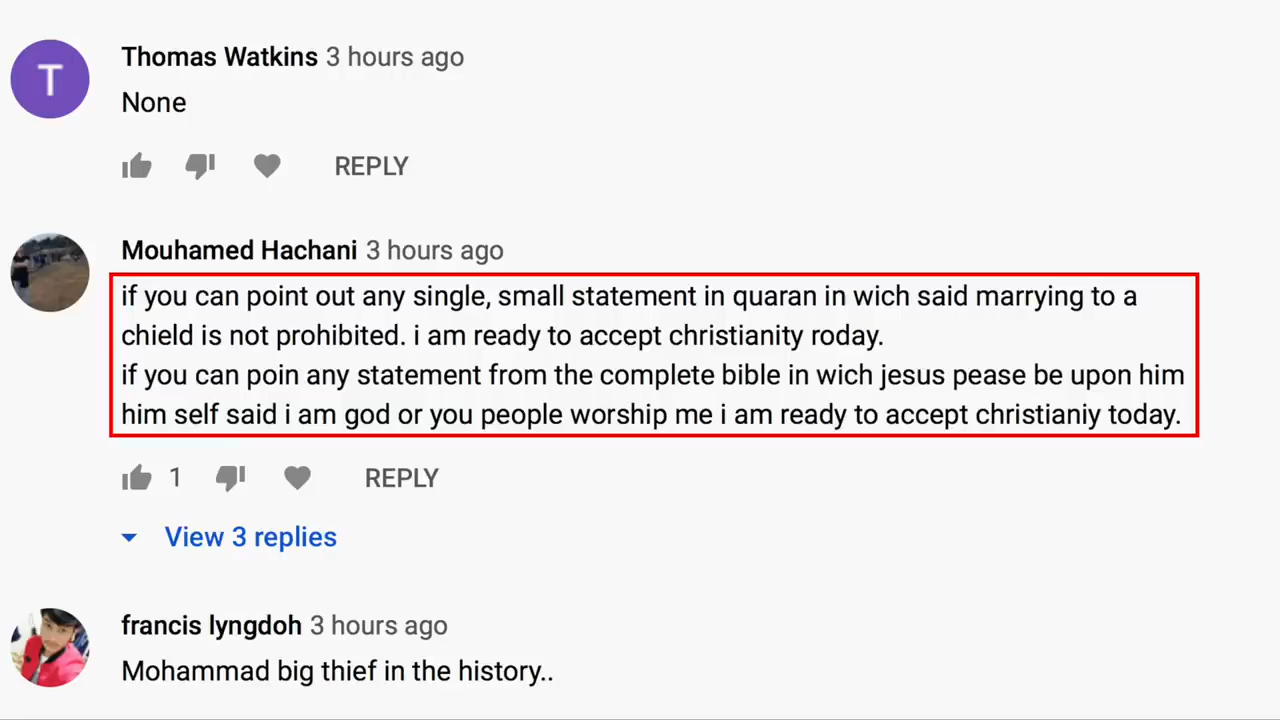 T
Thomas Watkins 3 hours ago
None
REPLY
Mouhamed Hachani 3 hours ago
if you can point out any single, small statement in quaran in wich said marrying to a
chield is not prohibited. i am ready to accept christianity roday.
if you can poin any statement from the complete bible in wich jesus pease be upon him
him self said i am god or you people worship me i am ready to accept christianiy today.
1 REPLY
View 3 replies
francis lyngdoh 3 hours ago
Mohammad big thief in the history..